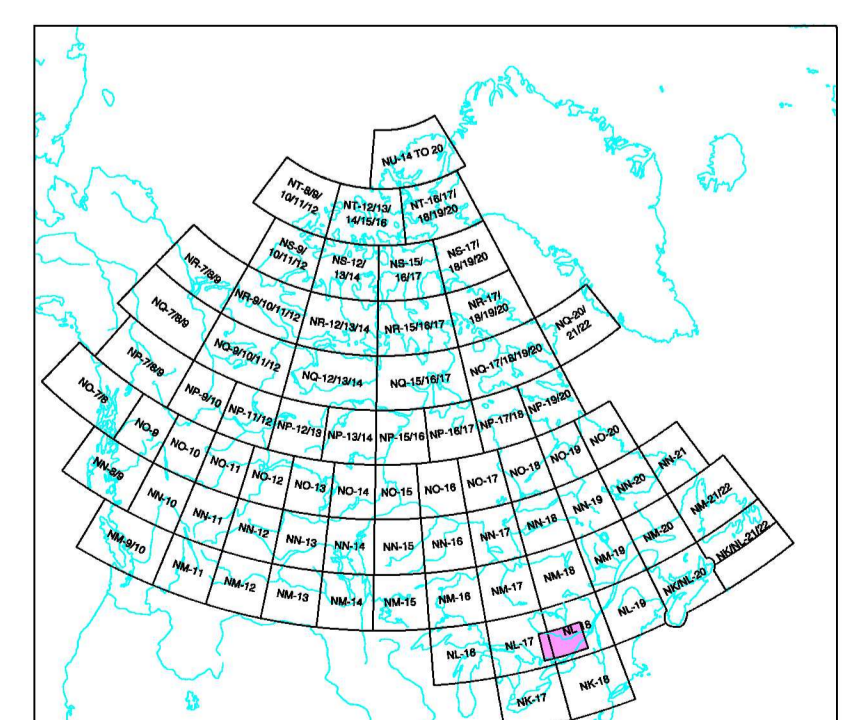 NU-14 TO 20
NT-8/9/
10/11/12
NT-12/13/
14/15/16
NT-16/17/
18/19/20
NS-9/
10/11/12
NS-12/
13/14
NS-15/
16/17
NS-17/
18/19/20
NR-7/8/9
NR-9/10/11/12
NR-12/13/14
NR-15/16/17
NR-17/
18/19/20
NQ-20/
21/22
NQ-7/8/9
NQ-9/10/11/12
NQ-12/13/14
NQ-15/16/17
NQ-17/18/19/20
NP-7/8/9
NP-9/10
NP-11/12
NP-12/13
NP-13/14
NP-15/16
NP-16/17
NP-17/18
NP-19/20
NO-7/8
NO-9
NO-10
NO-11
NO-12
NO-13
NO-14
NO-15
NO-16
NO-17
NO-18
NO-19
NO-20
NN-8/9
NN-10
NN-11
NN-12
NN-13
NN-14
NN-15
NN-16
NN-17
NN-18
NN-19
NN-20
NN-21
NM-9/10
NM-11
NM-12
NM-13
NM-14
NM-15
NM-16
NM-17
NM-18
NM-19
NM-20
NM-21/22
NL-16
NL-17
NL-18
NL-19
NK/NL-20
NK/NL-21/22
NK-17
NK-18